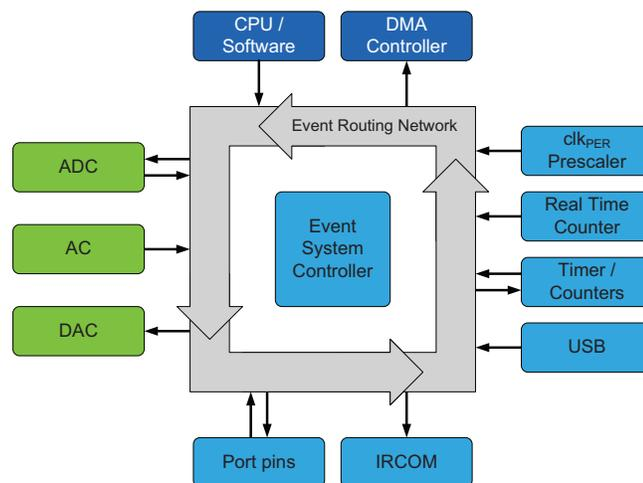 CPU /
Software
DMA
Controller
Event Routing Network
ADC
clkPER
Prescaler
Real Time
Counter
AC
Event
System
Controller
Timer /
Counters
DAC
USB
Port pins
IRCOM